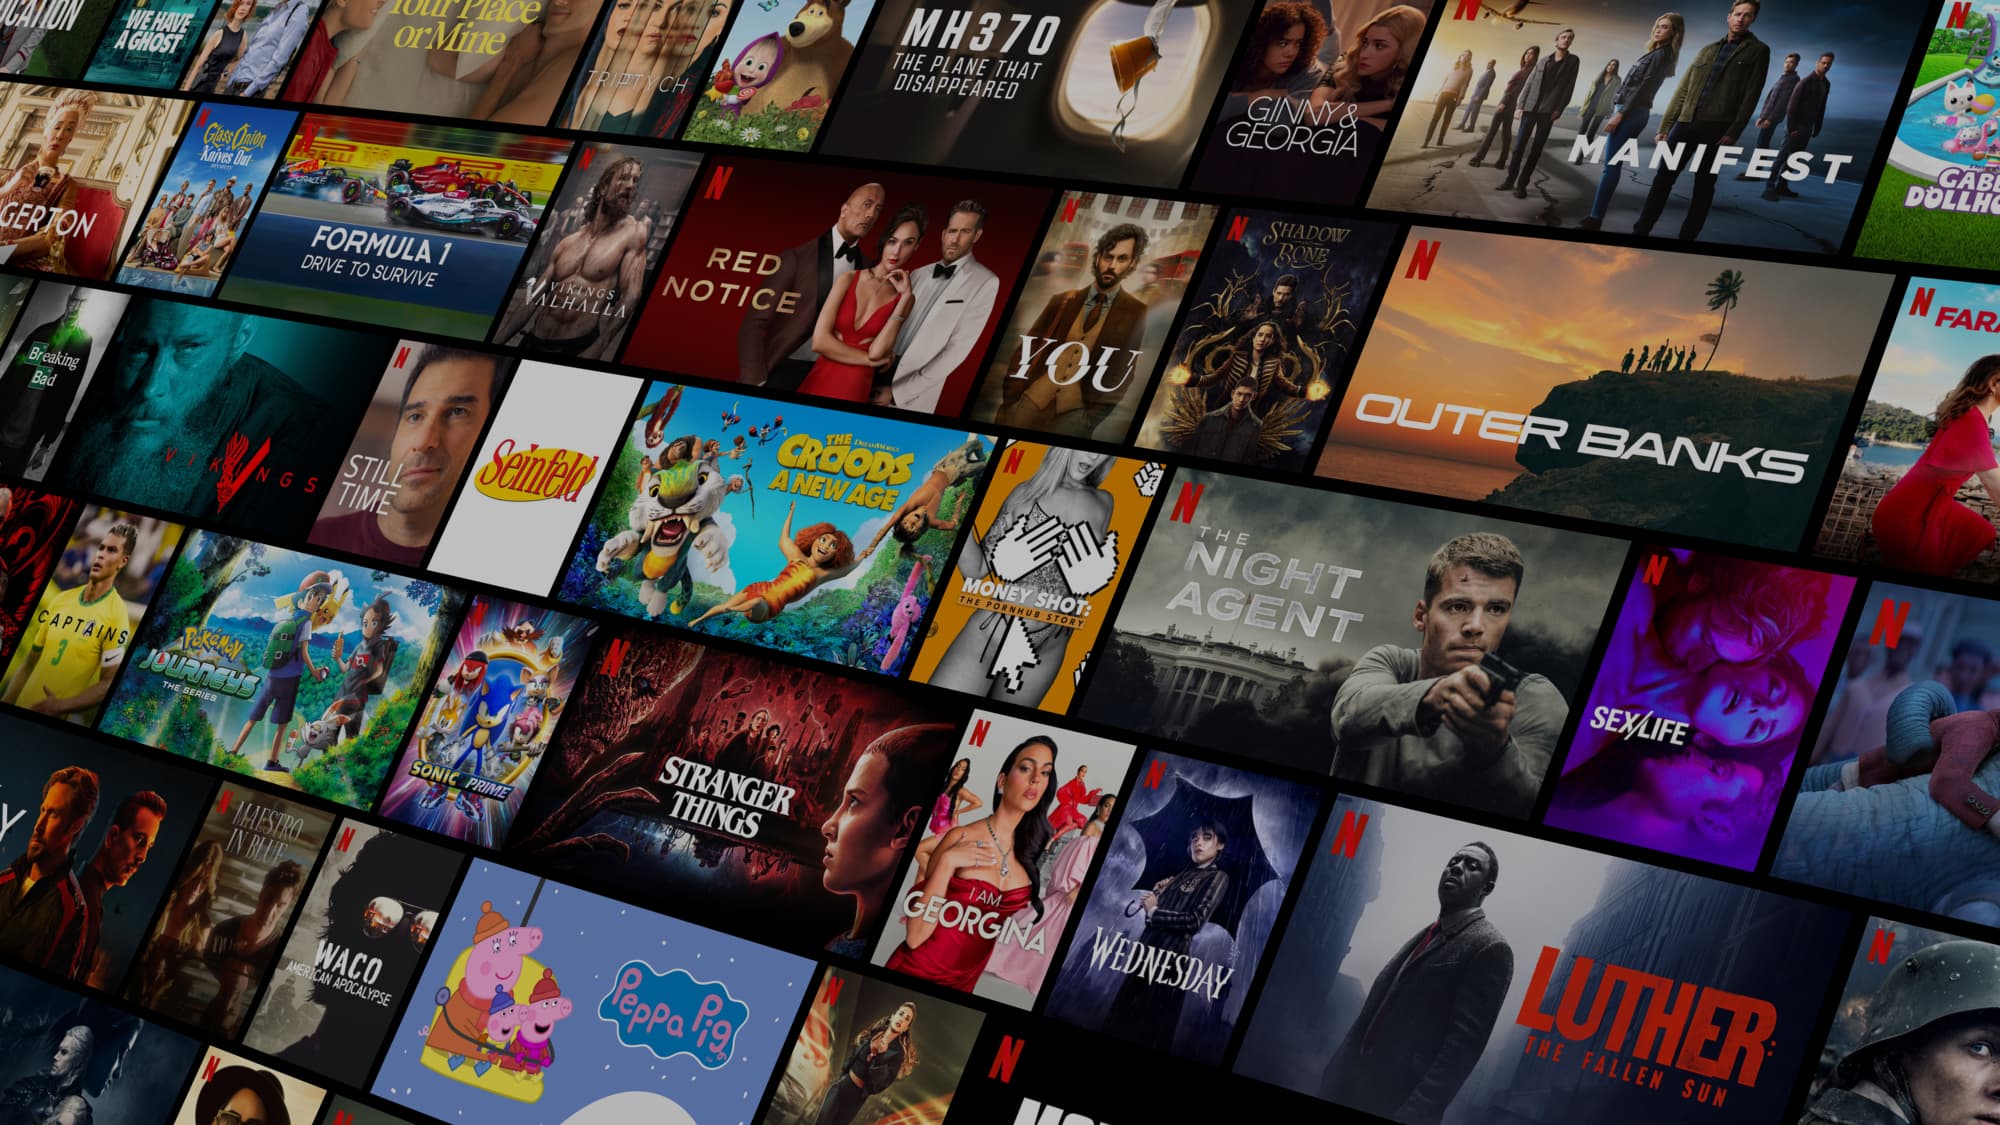 WE HAVE
A GHOST
Your Place
or Mine
TRIPTYCH
MH370
THE PLANE THAT
DISAPPEARED
GINNY &
GEORGIA
N
MANIFEST
N
GABB
DOLLHO
GERTON
N
Glass Onion
Knives Out
N
FORMULA 1
DRIVE TO SURVIVE
N
VIKINGS
VALHALLA
N
RED
NOTICE
N
YOU
N
SHADOW
AND
BONE
N
OUTER BANKS
N
FARA
Breaking
Bad
VIKINGS
N
STILL
TIME
Seinfeld
THE
DREAMWORKS
CROODS
A NEW AGE
N
MONEY SHOT:
THE PORNHUB STORY
N
THE
NIGHT
AGENT
N
SEX/LIFE
N
CAPTAINS
3
POKÉMON
JOURNEYS
THE SERIES
N
SONIC PRIME
N
STRANGER
THINGS
N
I AM
GEORGINA
N
WEDNESDAY
N
LUTHER:
THE FALLEN SUN
N
Y
N
MAESTRO
IN BLUE
N
WACO
AMERICAN APOCALYPSE
Peppa Pig
N
N
N